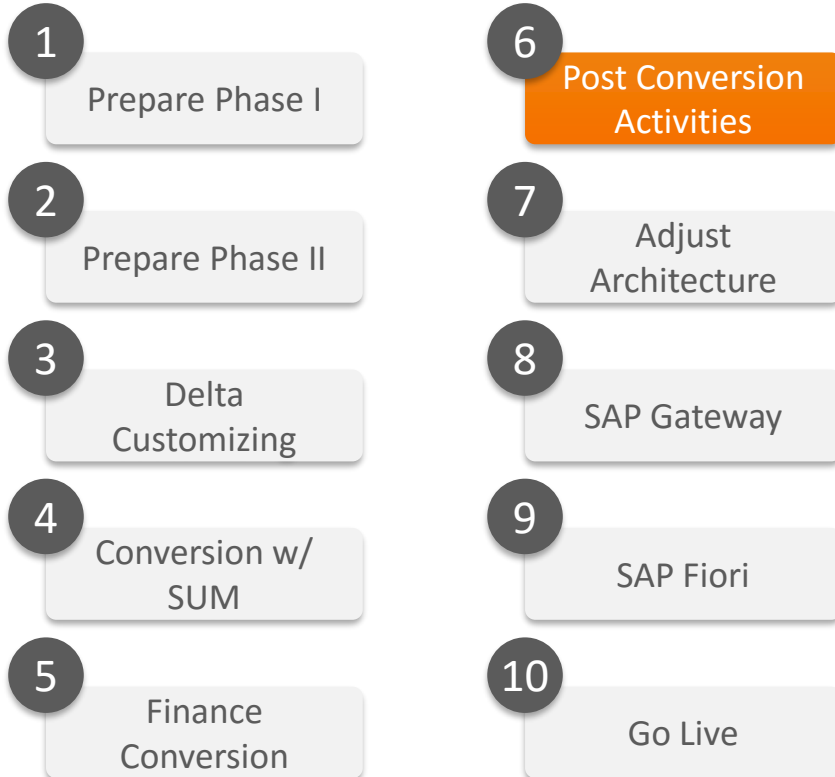 1
Prepare Phase I
2
Prepare Phase II
3
Delta
Customizing
4
Conversion w/
SUM
5
Finance
Conversion
6
Post Conversion
Activities
7
Adjust
Architecture
8
SAP Gateway
9
SAP Fiori
10
Go Live